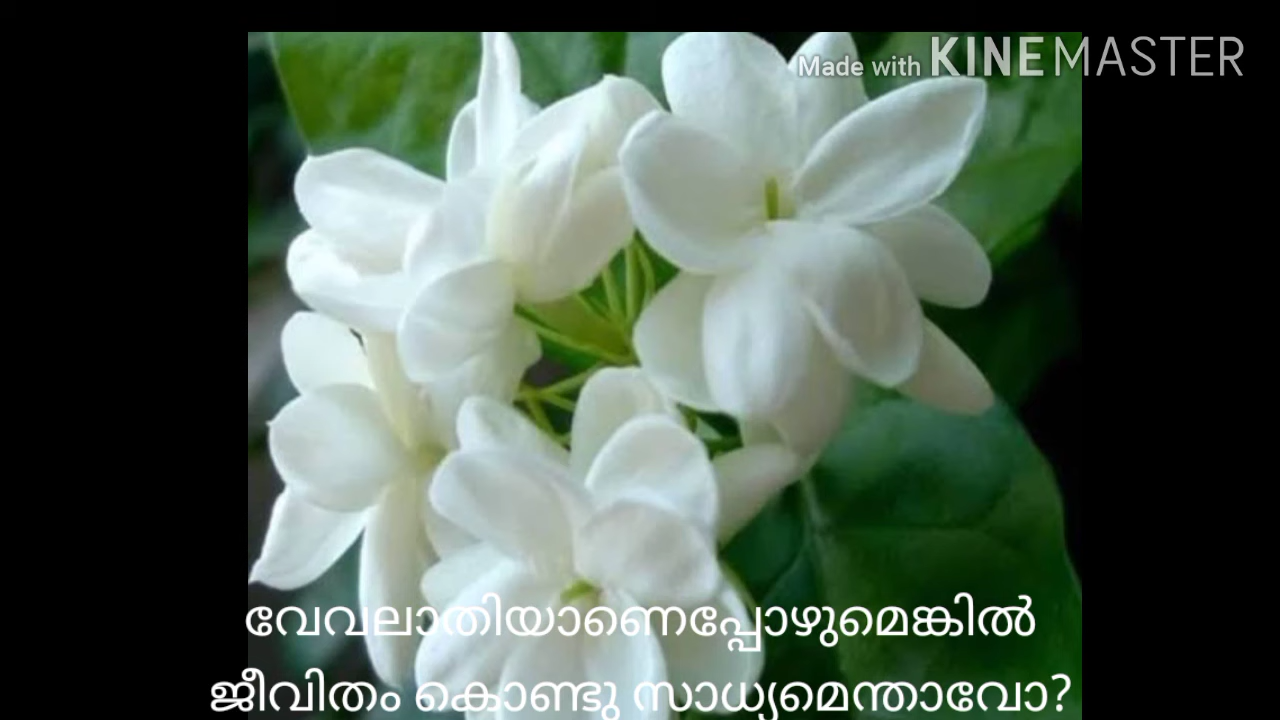 Made with KINEMASTER
വേവലാതിയാണെപ്പോഴുമെങ്കിൽ
ജീവിതം കൊണ്ടു സാധ്യമെന്താവോ?